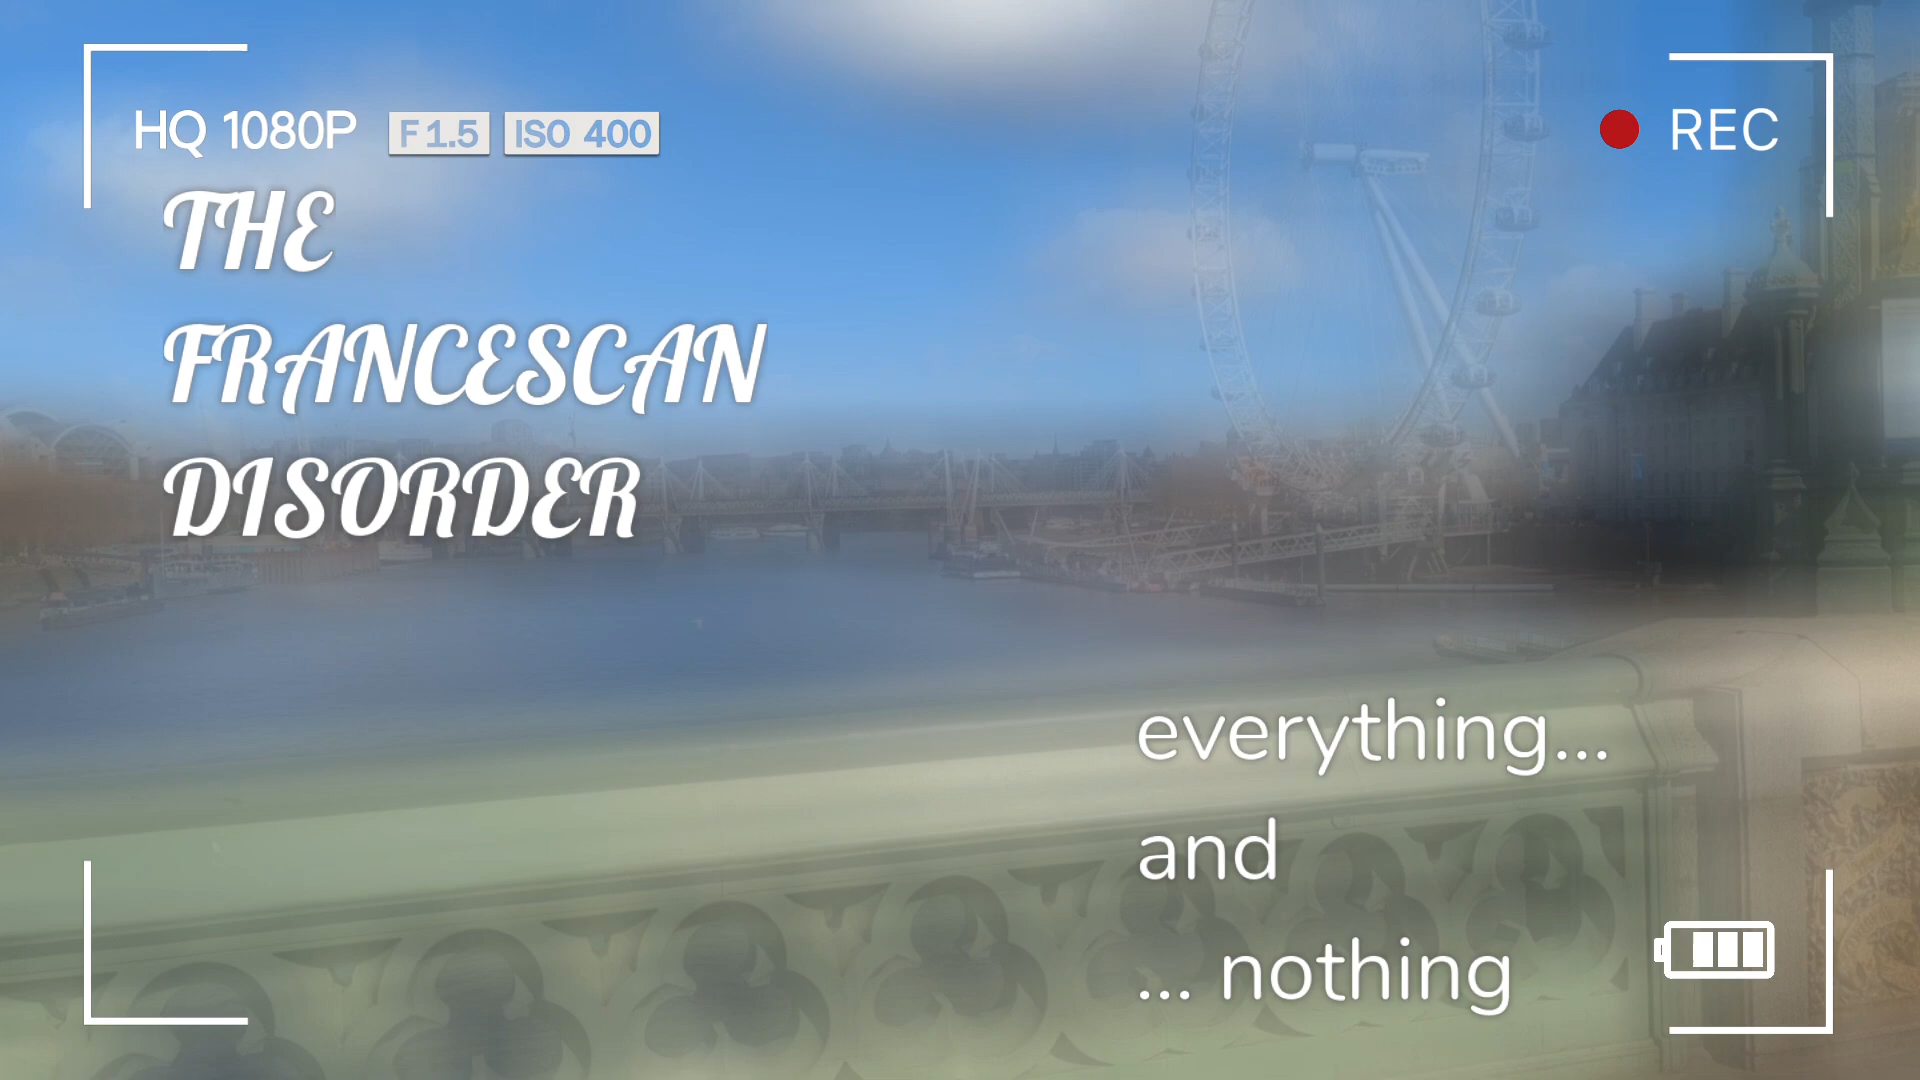 HQ 1080P F 1.5 ISO 400
REC
THE
FRANCESCAN
DISORDER
everything...
and
... nothing